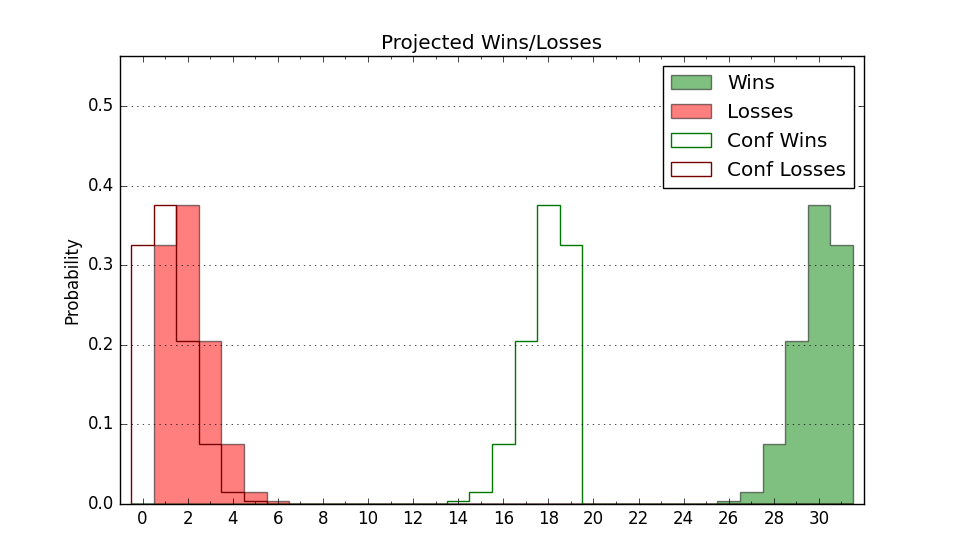 Projected Wins/Losses
Wins
Losses
Conf Wins
Conf Losses
Probability
0.5
0.4
0.3
0.2
0.1
0.0
0 2 4 6 8 10 12 14 16 18 20 22 24 26 28 30